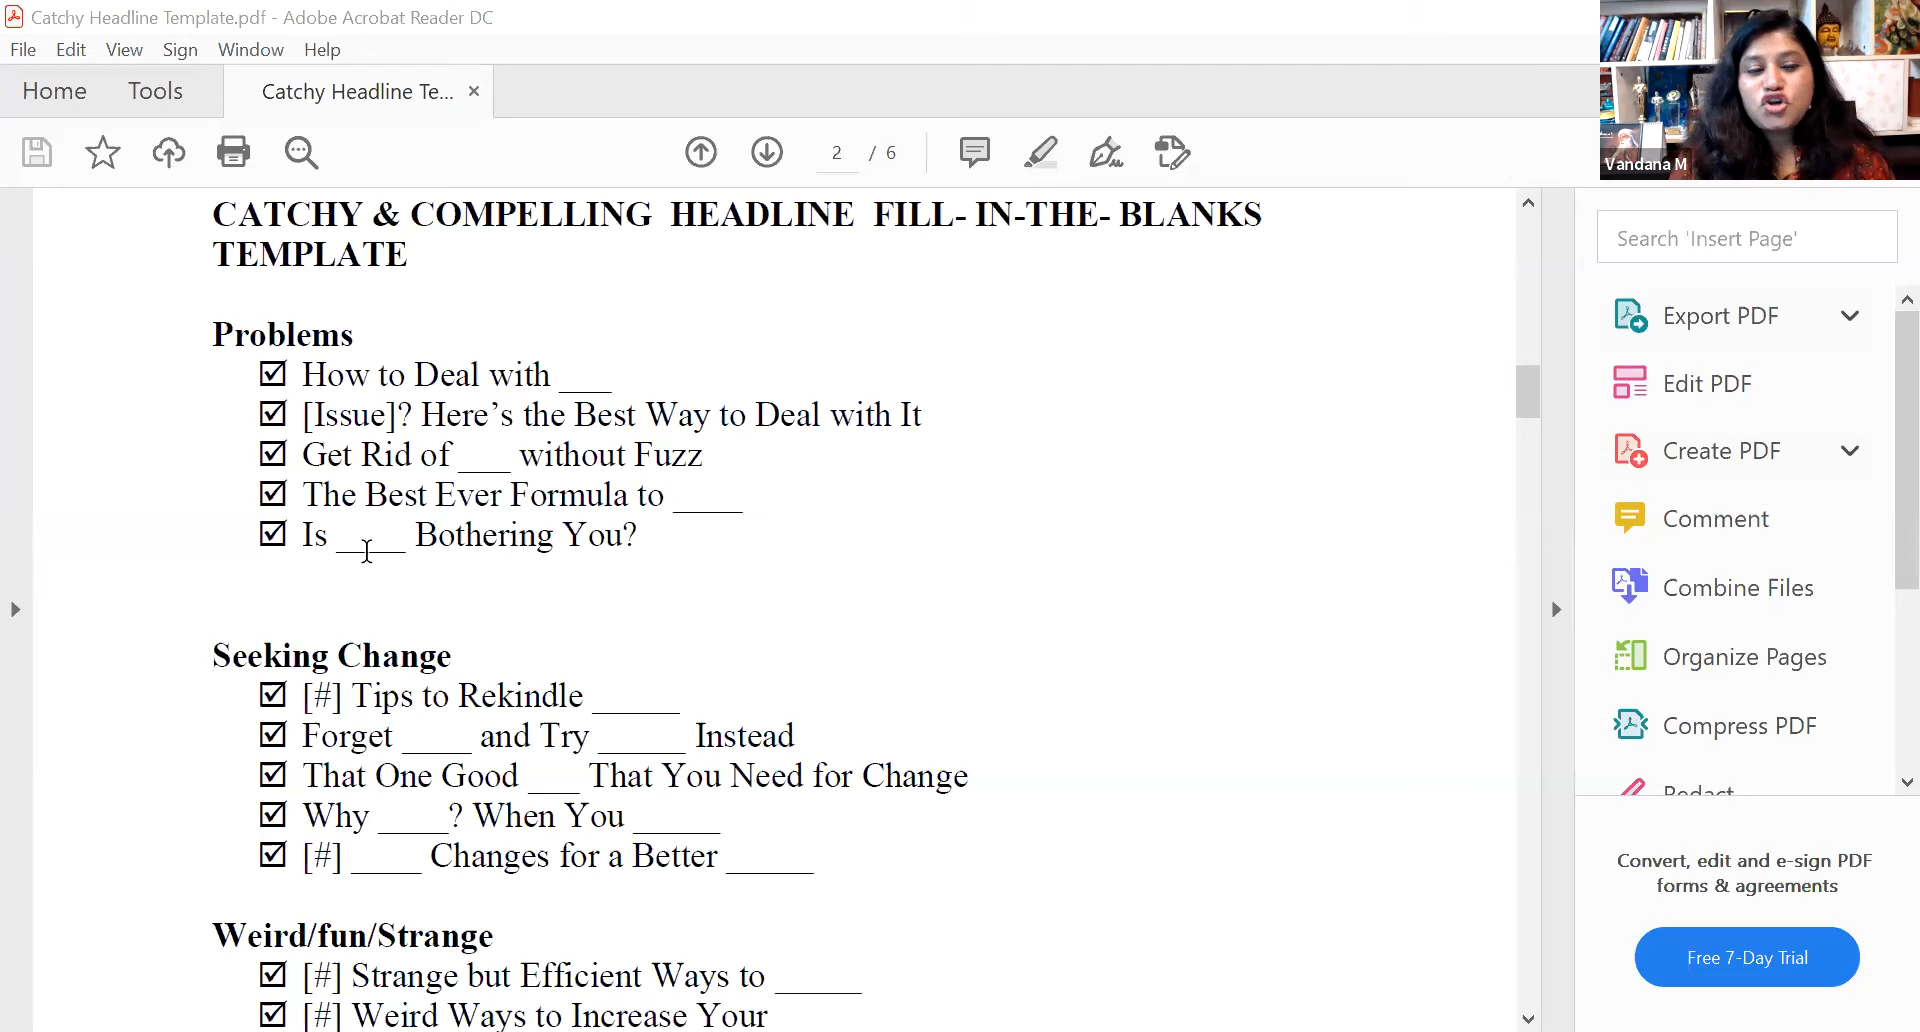 Catchy Headline Template.pdf - Adobe Acrobat Reader DC
File Edit View Sign Window Help
Home Tools Catchy Headline Te... ×
2 / 6
Vandana M
CATCHY & COMPELLING HEADLINE FILL- IN-THE- BLANKS
TEMPLATE
Problems
☑ How to Deal with ___
☑ [Issue]? Here’s the Best Way to Deal with It
☑ Get Rid of ___ without Fuzz
☑ The Best Ever Formula to ____
☑ Is ____ Bothering You?
Seeking Change
☑ [#] Tips to Rekindle ______
☑ Forget ____ and Try _____ Instead
☑ That One Good ___ That You Need for Change
☑ Why ____? When You _____
☑ [#] ____ Changes for a Better _____
Weird/fun/Strange
☑ [#] Strange but Efficient Ways to _____
☑ [#] Weird Ways to Increase Your
Search 'Insert Page'
Export PDF
Edit PDF
Create PDF
Comment
Combine Files
Organize Pages
Compress PDF
Redact
Convert, edit and e-sign PDF
forms & agreements
Free 7-Day Trial